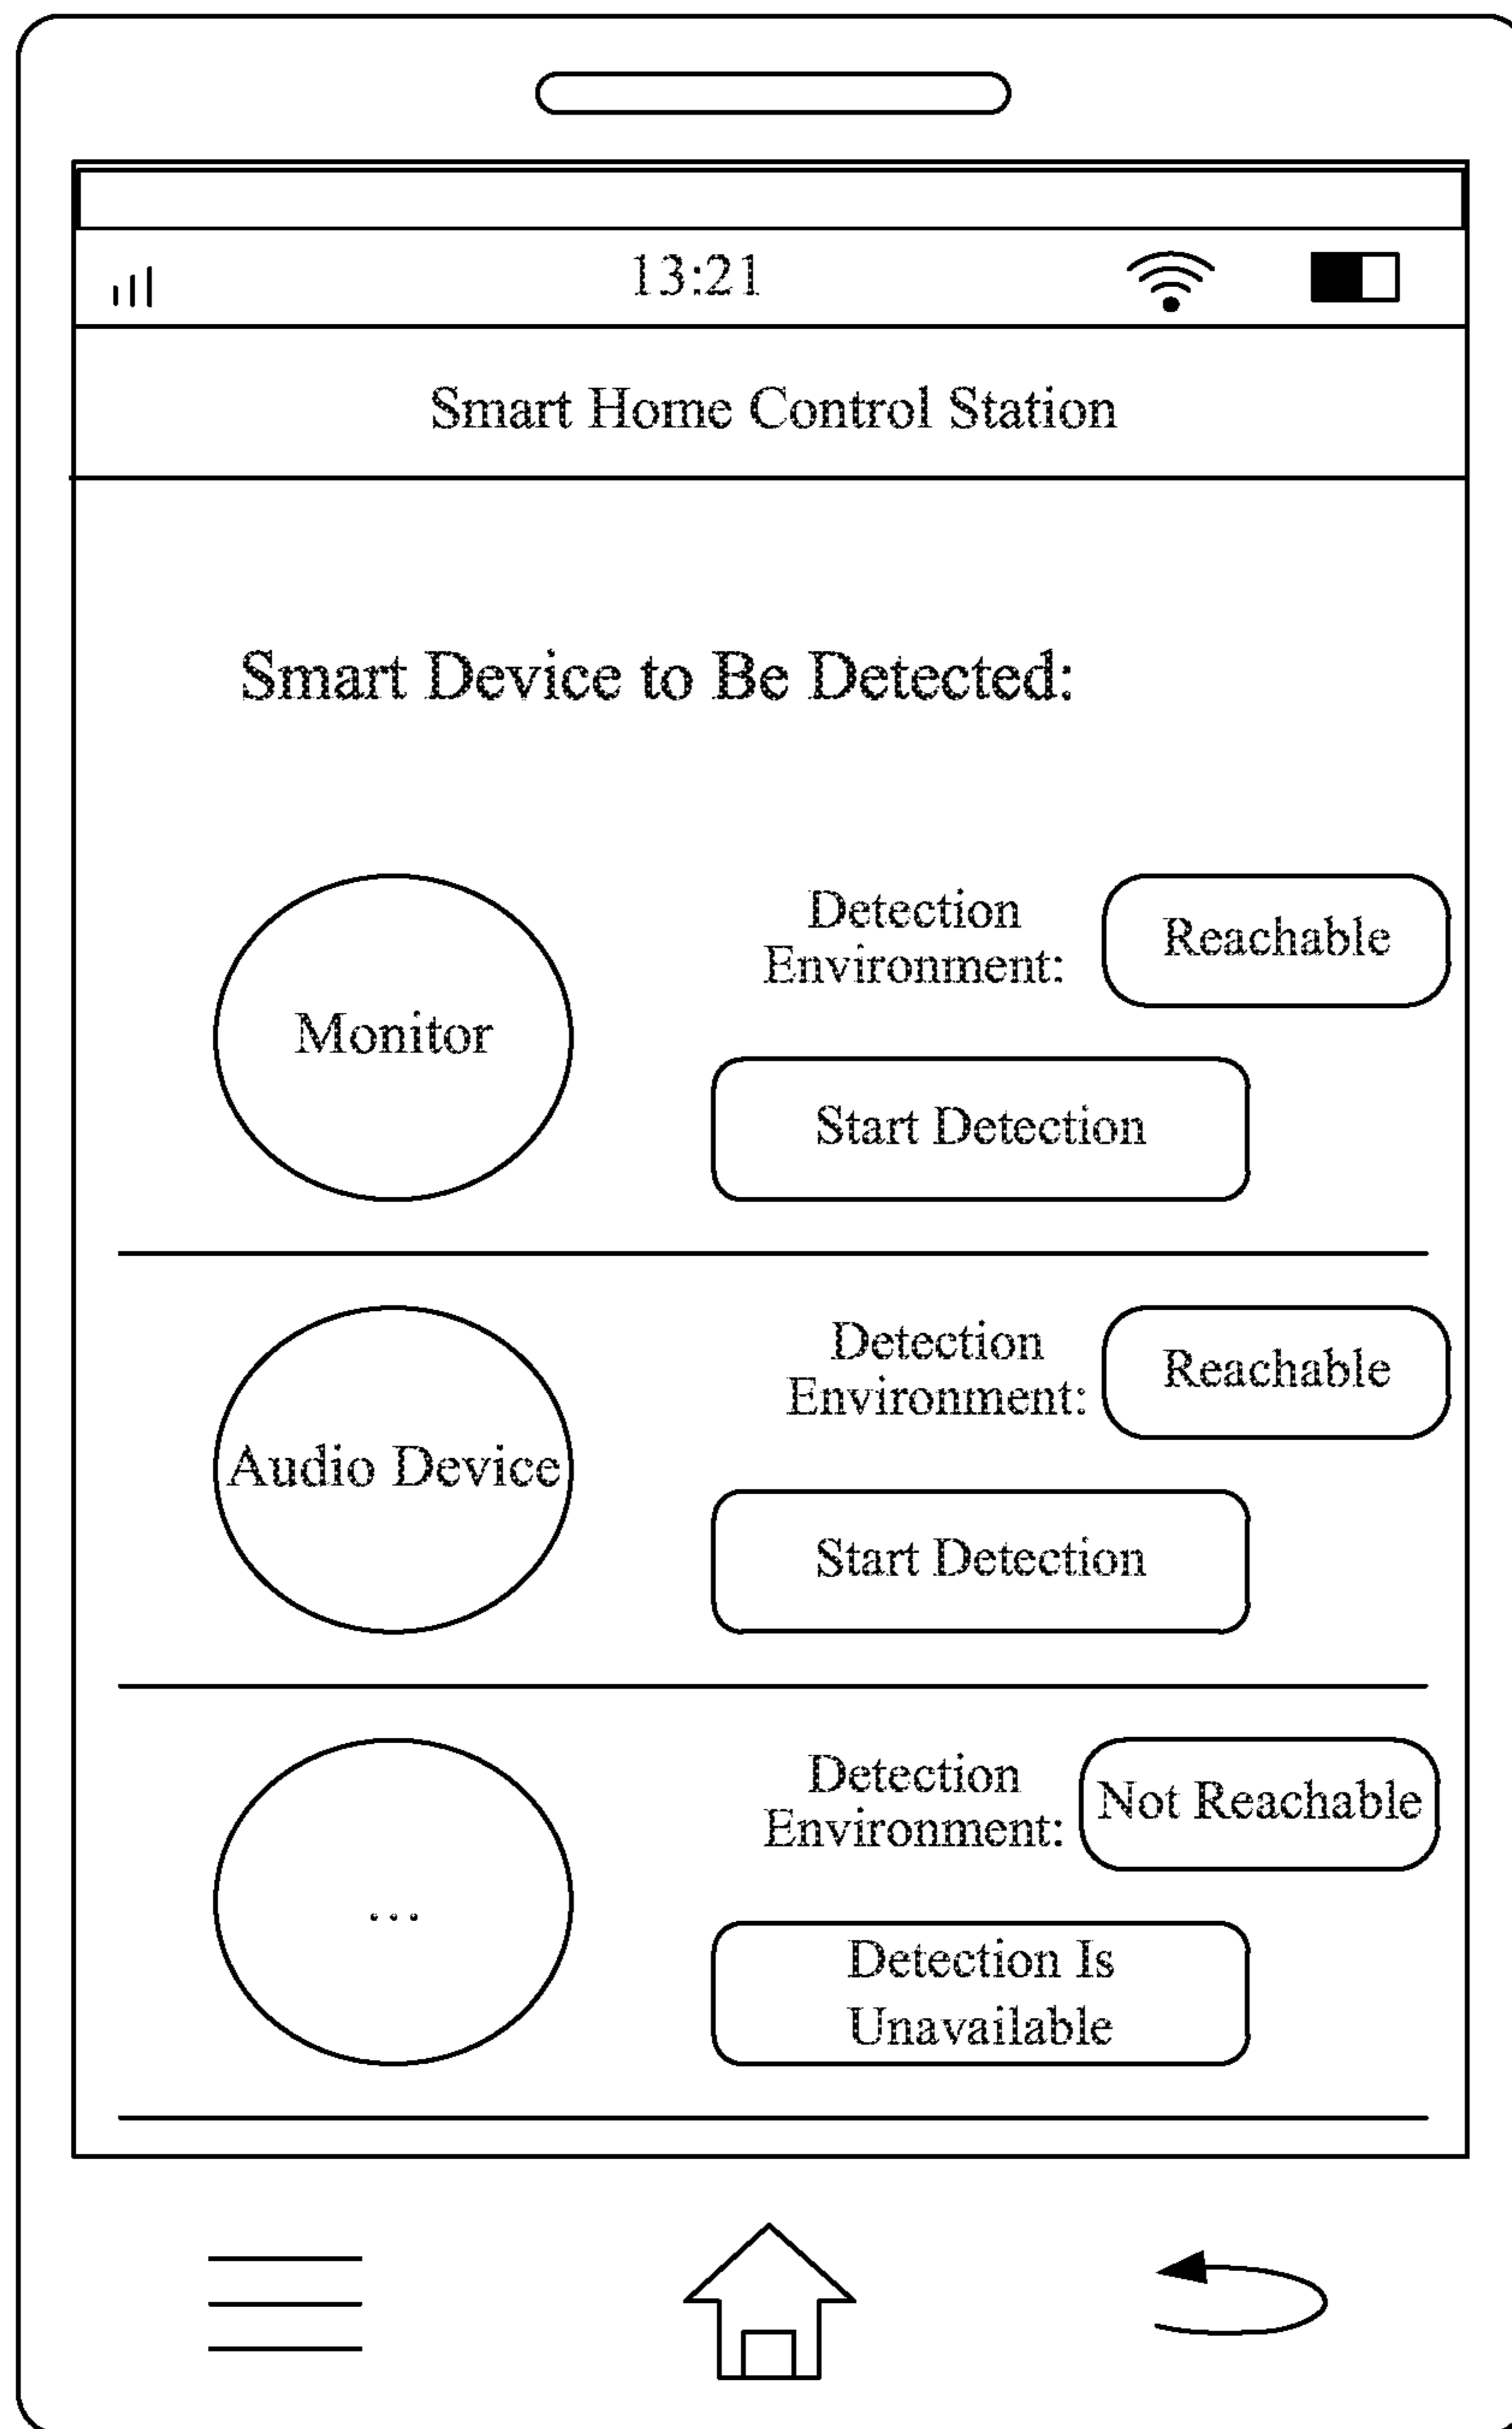 13:21
Smart Home Control Station
Smart Device to Be Detected:
Detection
Environment:
Reachable
Monitor
Start Detection
Detection
Environment:
Reachable
Audio Device
Start Detection
Detection
Environment:
Not Reachable
...
Detection Is
Unavailable